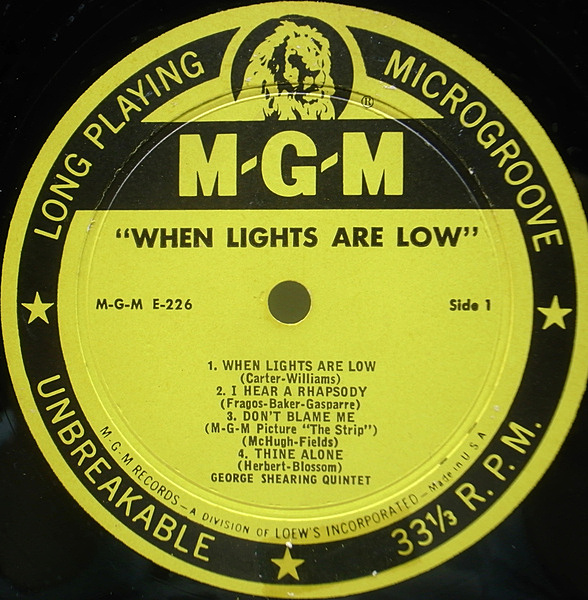 LONG PLAYING
MICROGROOVE
®
M-G-M
"WHEN LIGHTS ARE LOW"
M-G-M E-226
Side 1
1. WHEN LIGHTS ARE LOW
(Carter-Williams)
2. I HEAR A RHAPSODY
(Fragos-Baker-Gasparre)
3. DON'T BLAME ME
(M-G-M Picture "The Strip")
(McHugh-Fields)
4. THINE ALONE
(Herbert-Blossom)
GEORGE SHEARING QUINTET
M-G-M RECORDS—A DIVISION OF LOEW'S INCORPORATED—Made in U.S.A.
UNBREAKABLE
33⅓ R.P.M.